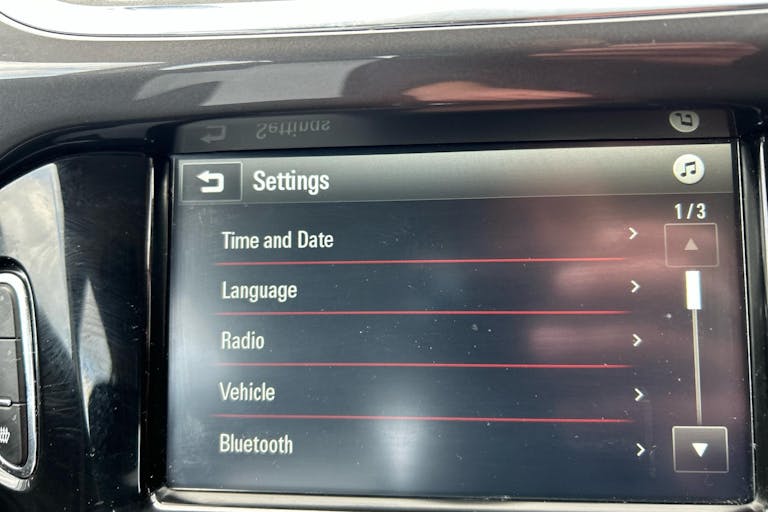 Settings
1/3
Time and Date
Language
Radio
Vehicle
Bluetooth